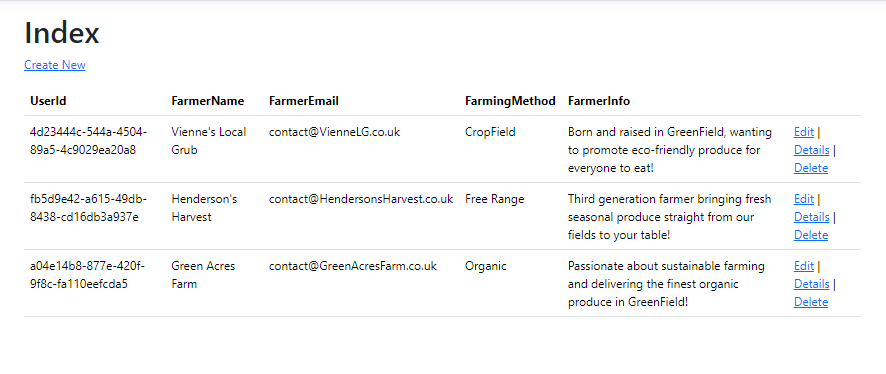 Index
Create New
UserId FarmerName FarmerEmail FarmingMethod FarmerInfo
4d23444c-544a-4504- Vienne's Local contact@VienneLG.co.uk CropField Born and raised in GreenField, wanting Edit |
89a5-4c9029ea20a8 Grub to promote eco-friendly produce for Details |
everyone to eat! Delete
fb5d9e42-a615-49db- Henderson's contact@HendersonsHarvest.co.uk Free Range Third generation farmer bringing fresh Edit |
8438-cd16db3a937e Harvest seasonal produce straight from our Details |
fields to your table! Delete
a04e14b8-877e-420f- Green Acres contact@GreenAcresFarm.co.uk Organic Passionate about sustainable farming Edit |
9f8c-fa110eefcda5 Farm and delivering the finest organic Details |
produce in GreenField! Delete